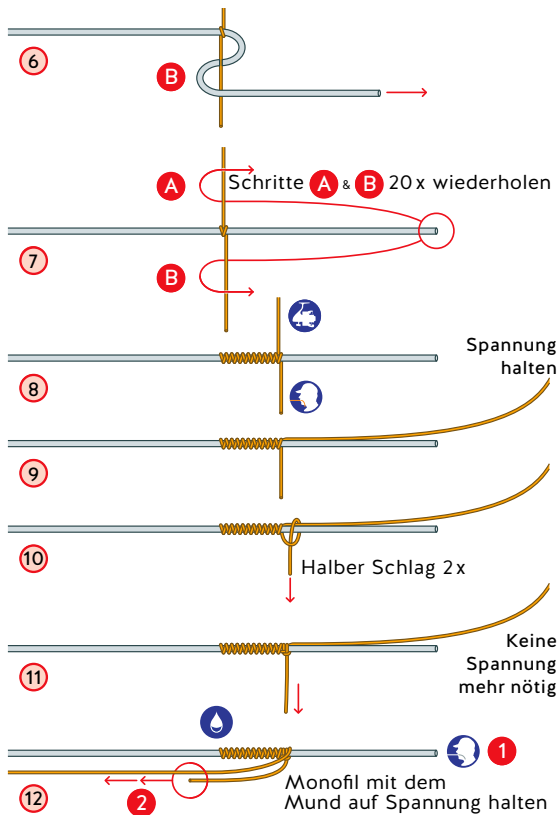 6
B
A
Schritte A & B 20x wiederholen
7
B
8
Spannung
halten
9
10
Halber Schlag 2x
11
Keine
Spannung
mehr nötig
1
12
2
Monofil mit dem
Mund auf Spannung halten